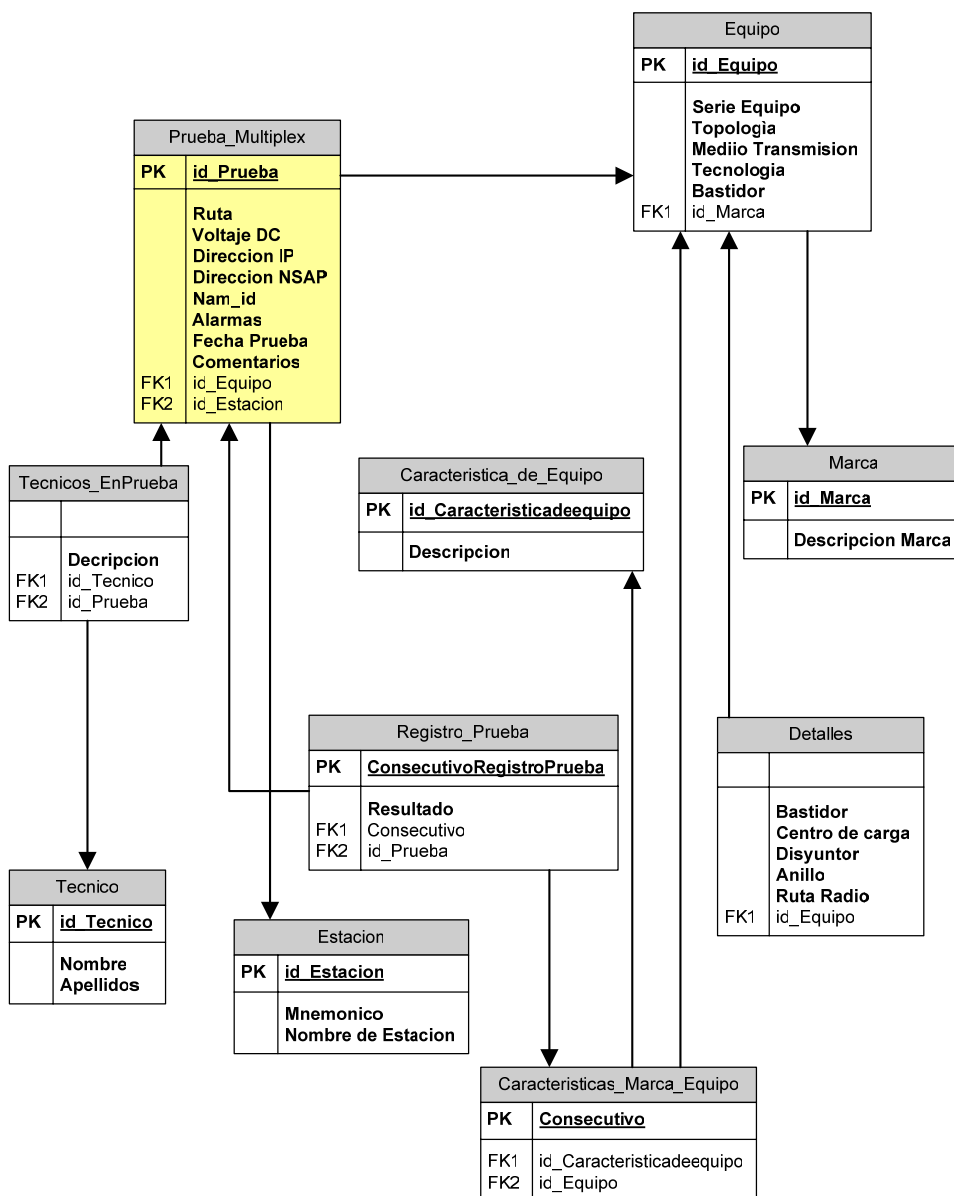 Equipo
PK id_Equipo
Serie Equipo
Topologìa
Mediio Transmision
Tecnologia
Bastidor
FK1 id_Marca
Prueba_Multiplex
PK id_Prueba
Ruta
Voltaje DC
Direccion IP
Direccion NSAP
Nam_id
Alarmas
Fecha Prueba
Comentarios
FK1 id_Equipo
FK2 id_Estacion
Tecnicos_EnPrueba
Decripcion
FK1 id_Tecnico
FK2 id_Prueba
Caracteristica_de_Equipo
PK id_Caracteristicadeequipo
Descripcion
Marca
PK id_Marca
Descripcion Marca
Registro_Prueba
PK ConsecutivoRegistroPrueba
Resultado
FK1 Consecutivo
FK2 id_Prueba
Detalles
Bastidor
Centro de carga
Disyuntor
Anillo
Ruta Radio
FK1 id_Equipo
Tecnico
PK id_Tecnico
Nombre
Apellidos
Estacion
PK id_Estacion
Mnemonico
Nombre de Estacion
Caracteristicas_Marca_Equipo
PK Consecutivo
FK1 id_Caracteristicadeequipo
FK2 id_Equipo